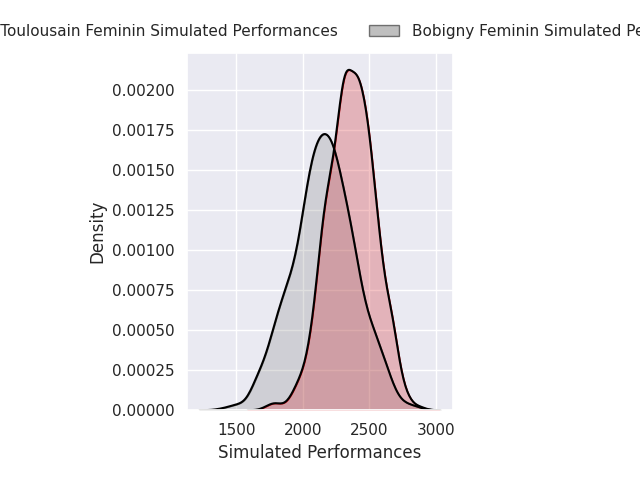 Toulousain Feminin Simulated Performances
Bobigny Feminin Simulated
0.00200
0.00175
0.00150
0.00125
0.00100
0.00075
0.00050
0.00025
0.00000
Density
1500 2000 2500 3000
Simulated Performances